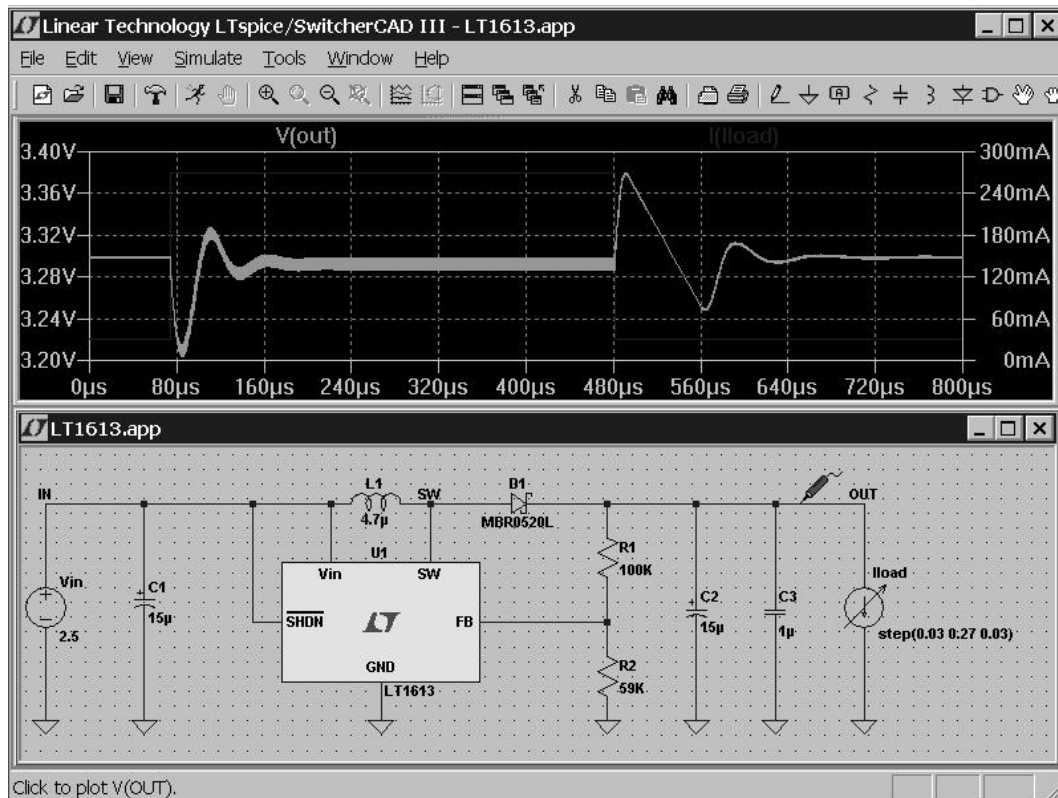 Linear Technology LTspice/SwitcherCAD III - LT1613.app
File Edit View Simulate Tools Window Help
V(out) I(Iload)
3.40V 300mA
3.36V 240mA
3.32V 180mA
3.28V 120mA
3.24V 60mA
3.20V 0mA
0µs 80µs 160µs 240µs 320µs 400µs 480µs 560µs 640µs 720µs 800µs
LT1613.app
IN L1 SW D1 OUT
4.7µ MBR0520L
U1 R1 100K
Vin SW
Vin 2.5
C1 15µ
SHDN FB
C2 15µ
C3 1µ
Iload
step(0.03 0.27 0.03)
GND
LT1613
R2 59K
Click to plot V(OUT).